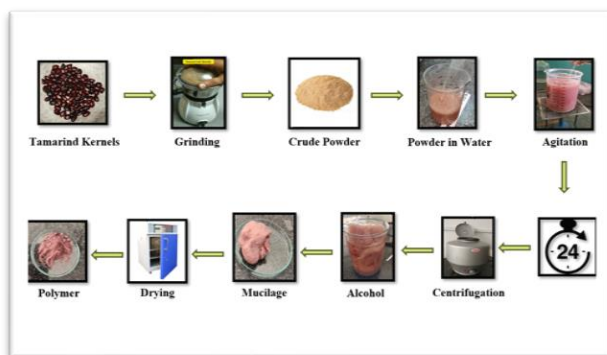 Tamarind Kernels
Grinding
Crude Powder
Powder in Water
Agitation
24
Centrifugation
Alcohol
Mucilage
Drying
Polymer